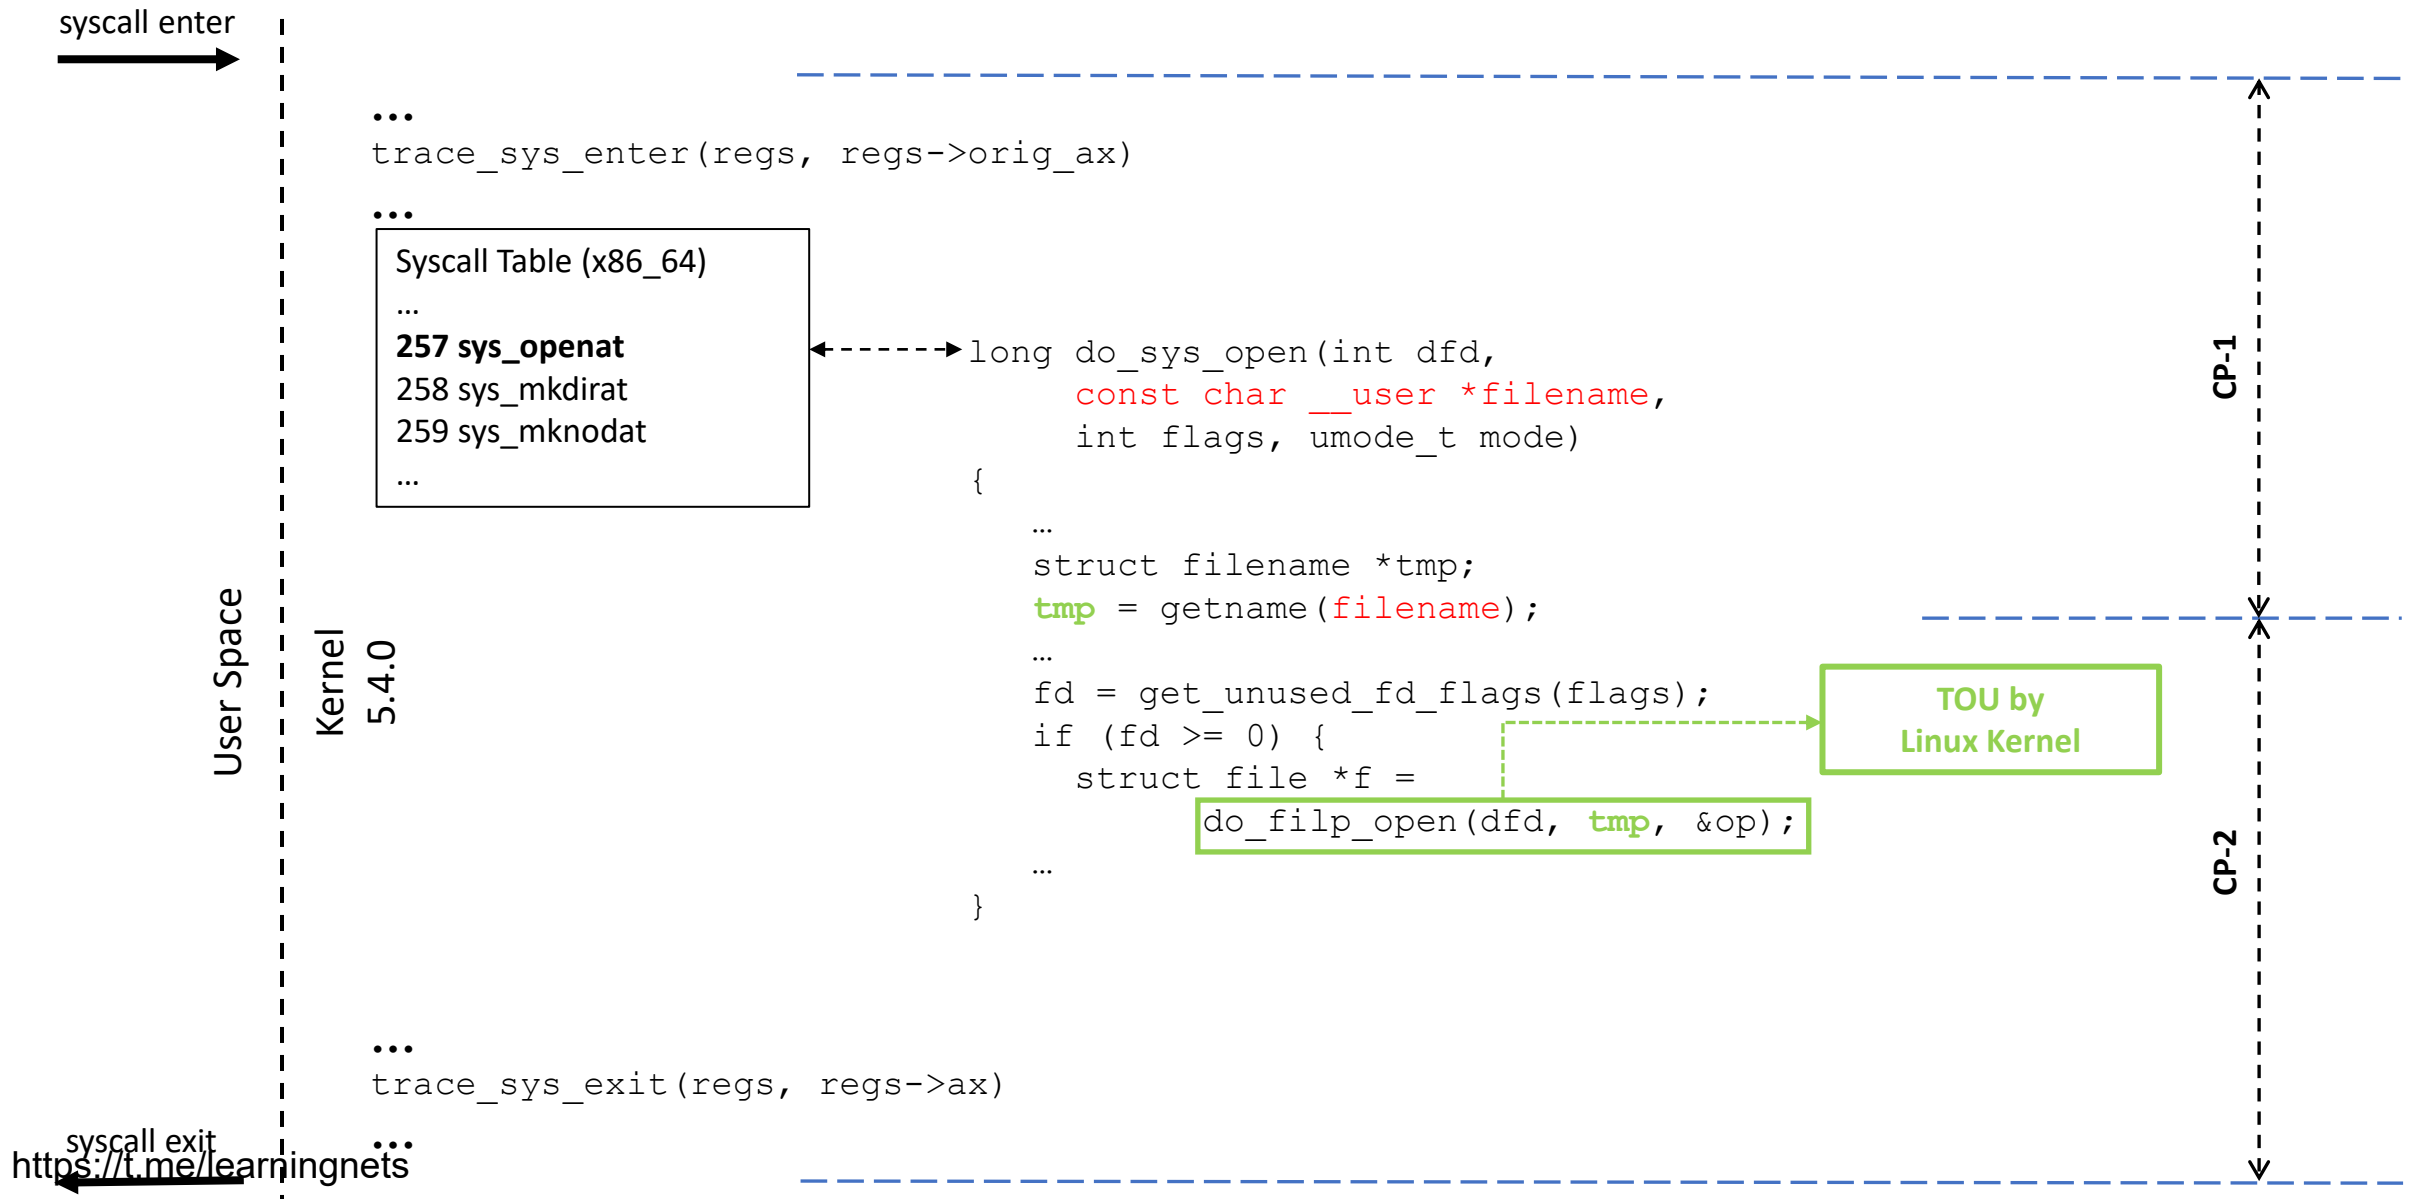 syscall enter
…
trace_sys_enter(regs, regs->orig_ax)
…
Syscall Table (x86_64)
…
257 sys_openat
258 sys_mkdirat
259 sys_mknodat
…
long do_sys_open(int dfd,
const char __user *filename,
int flags, umode_t mode)
{
…
struct filename *tmp;
tmp = getname(filename);
…
fd = get_unused_fd_flags(flags);
if (fd >= 0) {
struct file *f =
do_filp_open(dfd, tmp, &op);
…
}
TOU by
Linux Kernel
CP-1
CP-2
User Space
Kernel
5.4.0
…
trace_sys_exit(regs, regs->ax)
…
syscall exit
https://t.me/learningnets